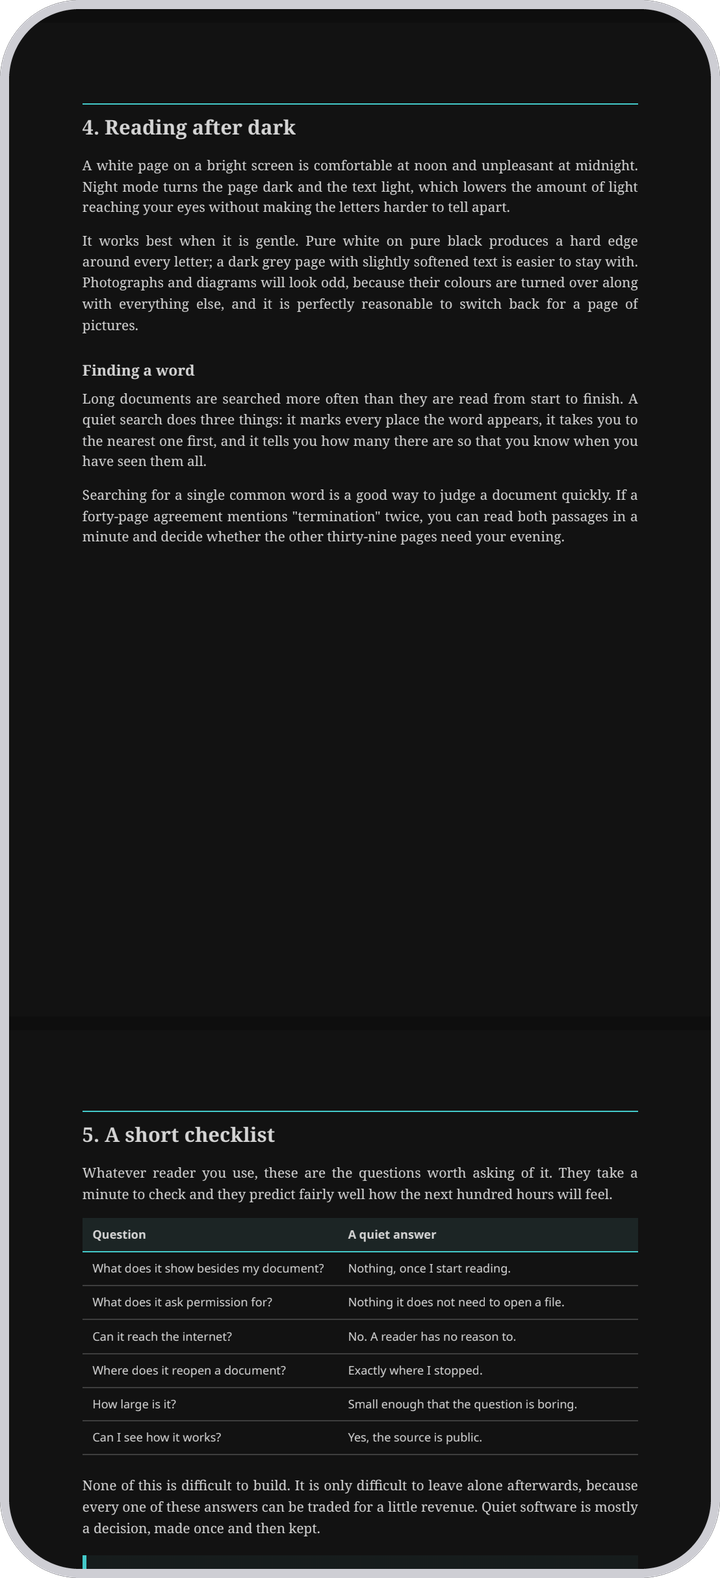 4. Reading after dark
A white page on a bright screen is comfortable at noon and unpleasant at midnight.
Night mode turns the page dark and the text light, which lowers the amount of light
reaching your eyes without making the letters harder to tell apart.
It works best when it is gentle. Pure white on pure black produces a hard edge
around every letter; a dark grey page with slightly softened text is easier to stay with.
Photographs and diagrams will look odd, because their colours are turned over along
with everything else, and it is perfectly reasonable to switch back for a page of
pictures.
Finding a word
Long documents are searched more often than they are read from start to finish. A
quiet search does three things: it marks every place the word appears, it takes you to
the nearest one first, and it tells you how many there are so that you know when you
have seen them all.
Searching for a single common word is a good way to judge a document quickly. If a
forty-page agreement mentions "termination" twice, you can read both passages in a
minute and decide whether the other thirty-nine pages need your evening.
5. A short checklist
Whatever reader you use, these are the questions worth asking of it. They take a
minute to check and they predict fairly well how the next hundred hours will feel.
Question A quiet answer
What does it show besides my document? Nothing, once I start reading.
What does it ask permission for? Nothing it does not need to open a file.
Can it reach the internet? No. A reader has no reason to.
Where does it reopen a document? Exactly where I stopped.
How large is it? Small enough that the question is boring.
Can I see how it works? Yes, the source is public.
None of this is difficult to build. It is only difficult to leave alone afterwards, because
every one of these answers can be traded for a little revenue. Quiet software is mostly
a decision, made once and then kept.